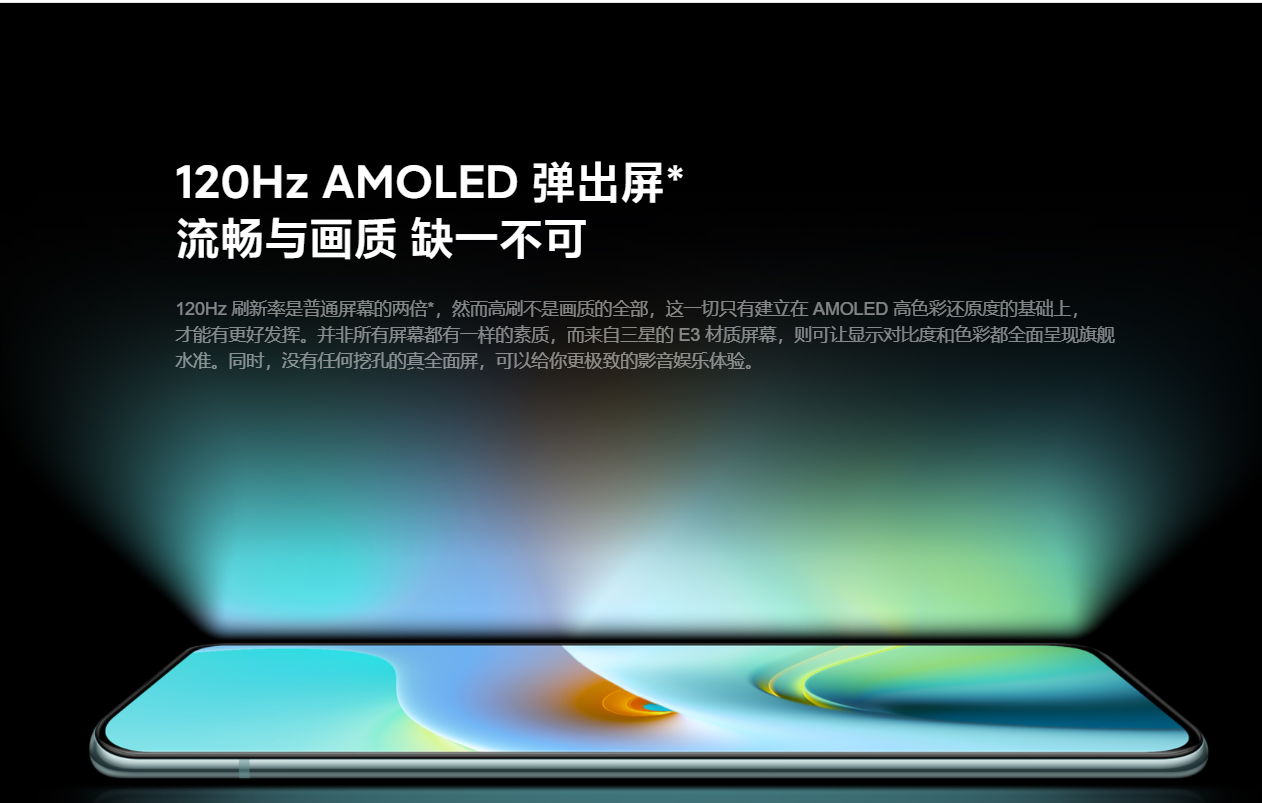 120Hz AMOLED 弹出屏*
流畅与画质 缺一不可
120Hz 刷新率是普通屏幕的两倍*，然而高刷不是画质的全部，这一切只有建立在 AMOLED 高色彩还原度的基础上，
才能有更好发挥。并非所有屏幕都有一样的素质，而来自三星的 E3 材质屏幕，则可让显示对比度和色彩都全面呈现旗舰
水准。同时，没有任何挖孔的真全面屏，可以给你更极致的影音娱乐体验。